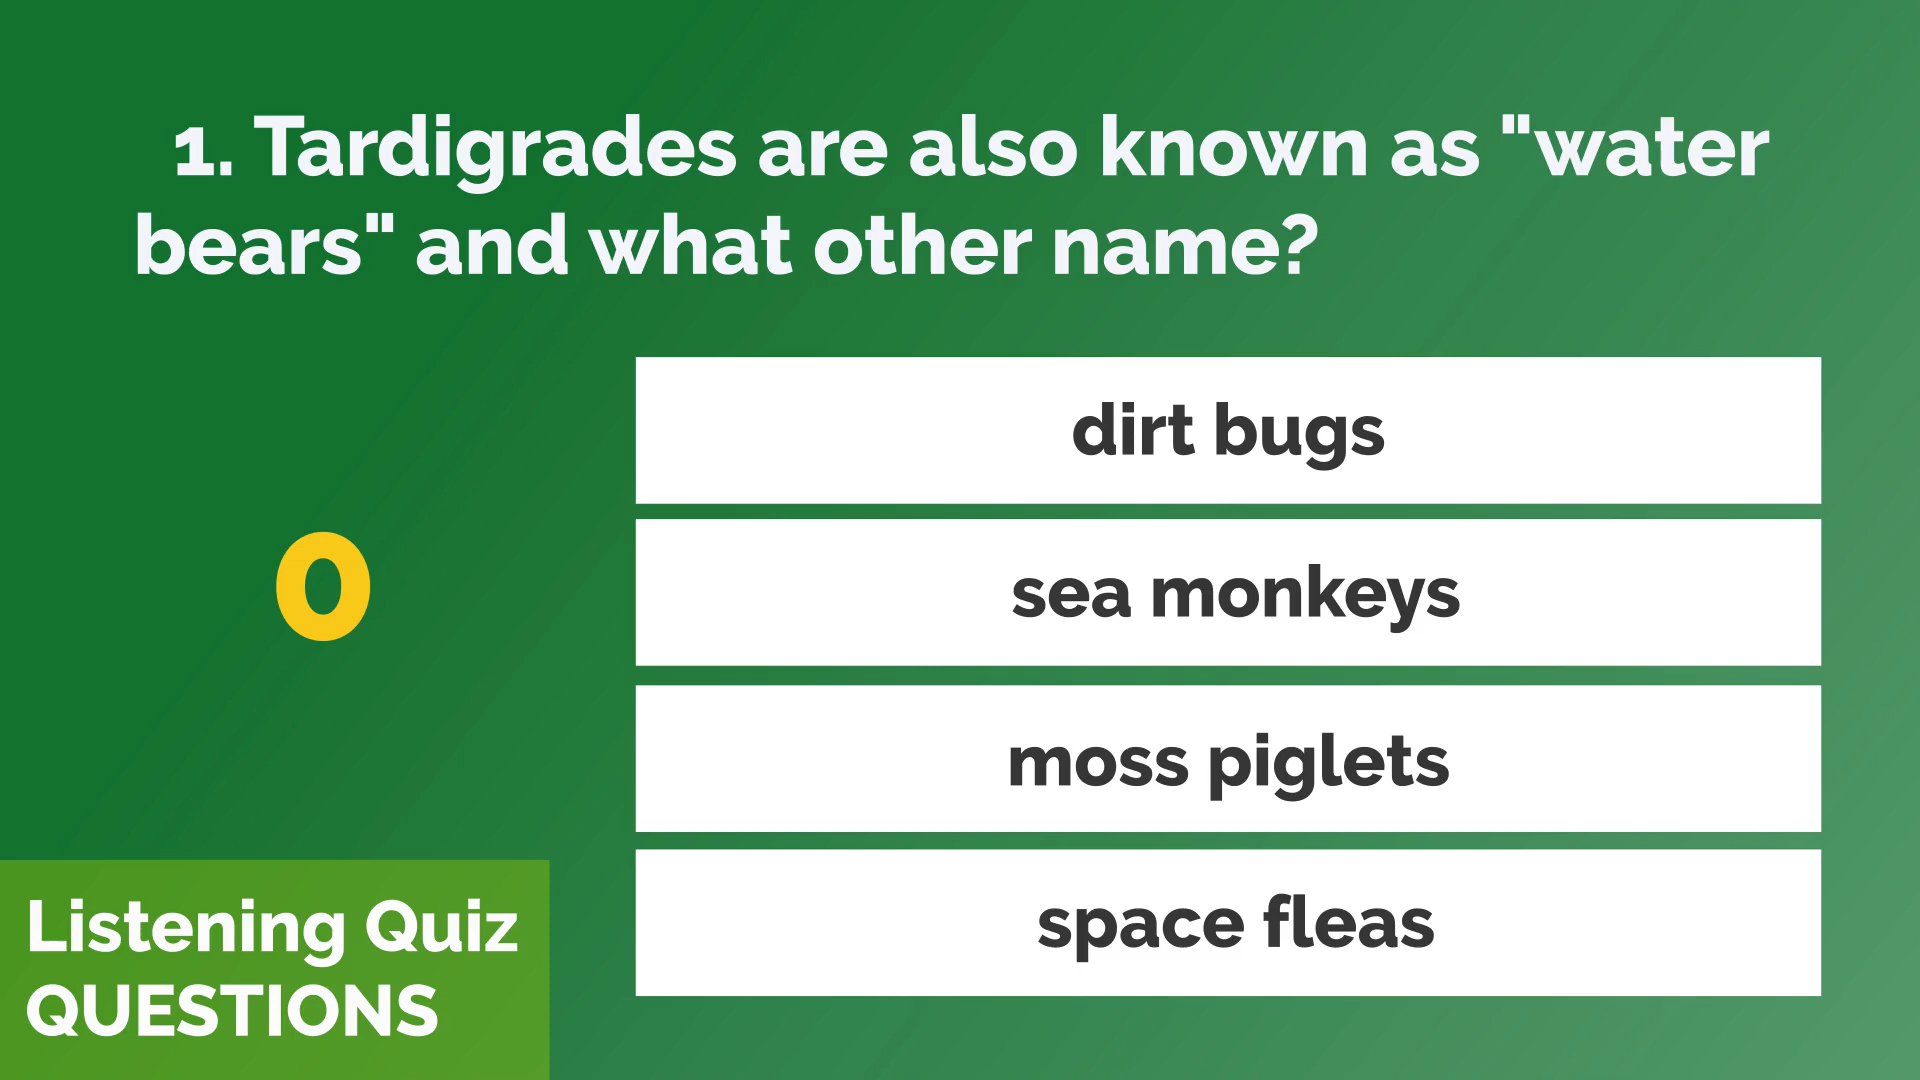 1. Tardigrades are also known as "water
bears" and what other name?
dirt bugs
sea monkeys
0
moss piglets
space fleas
Listening Quiz
QUESTIONS